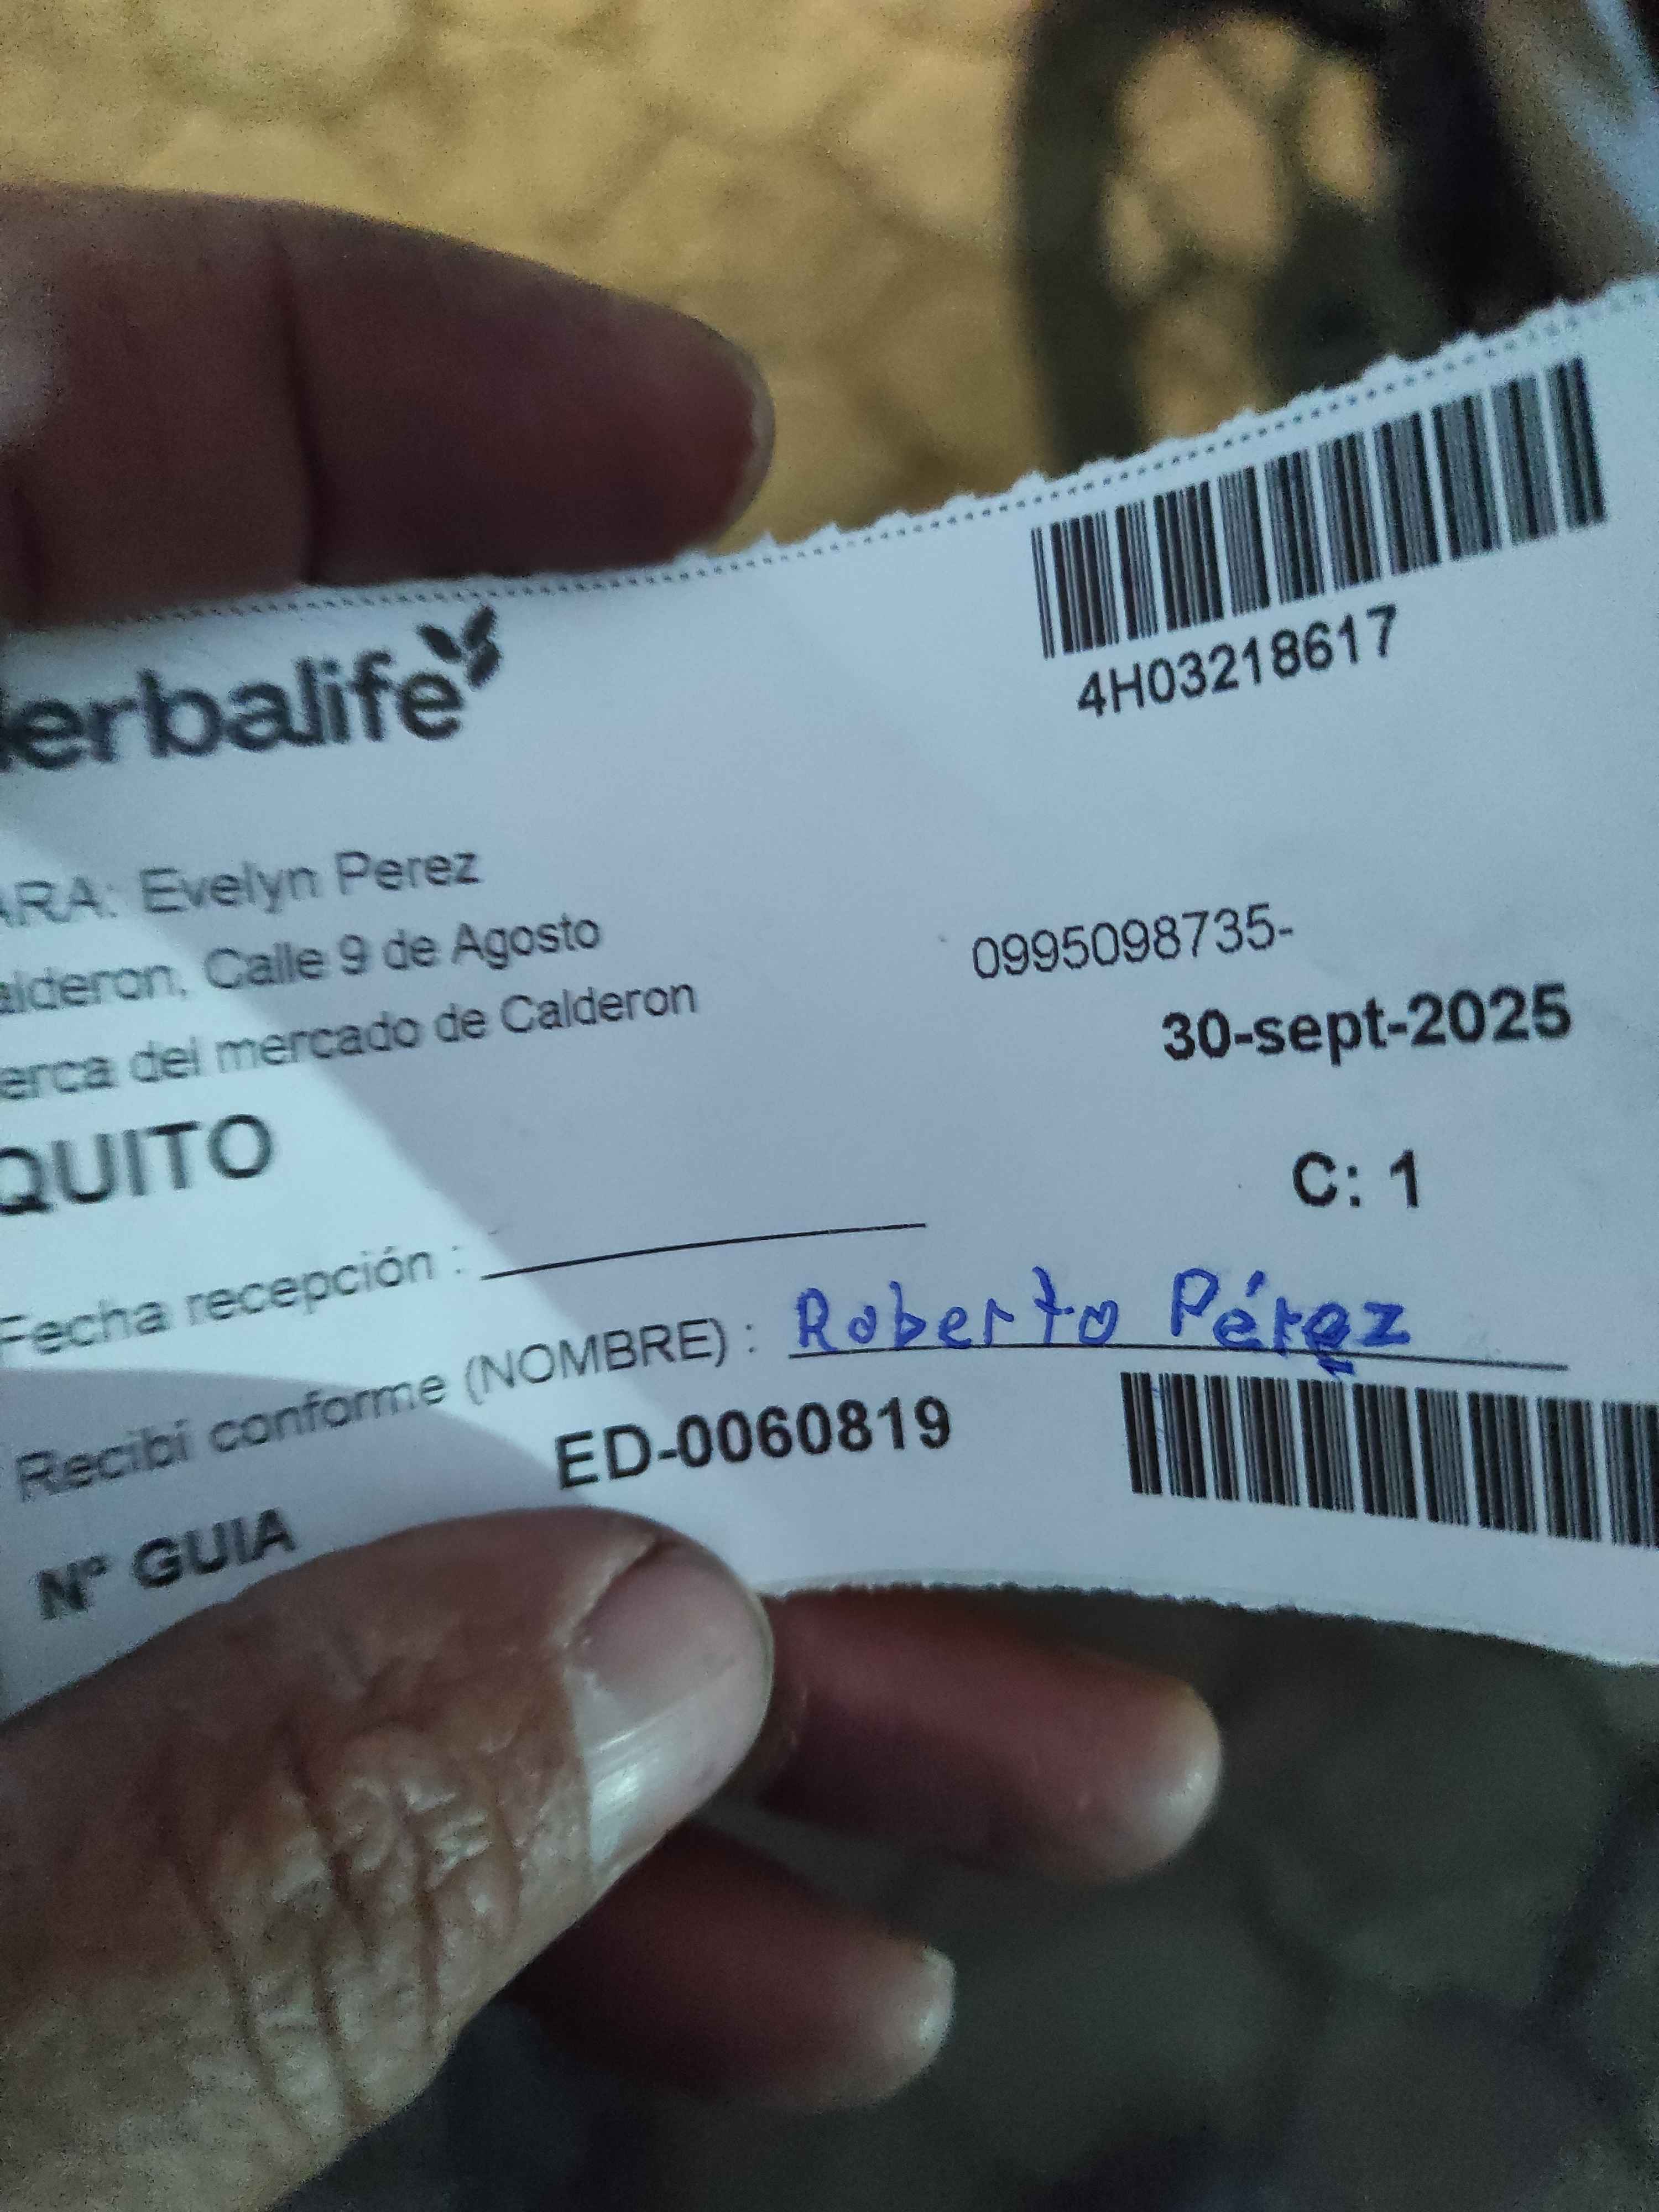 erbalife
4H03218617
ARA: Evelyn Perez
alderon, Calle 9 de Agosto
0995098735-
erca del mercado de Calderon
30-sept-2025
QUITO
C: 1
Fecha recepción :
Recibí conforme (NOMBRE) : Roberto Pérez
Nº GUIA ED-0060819